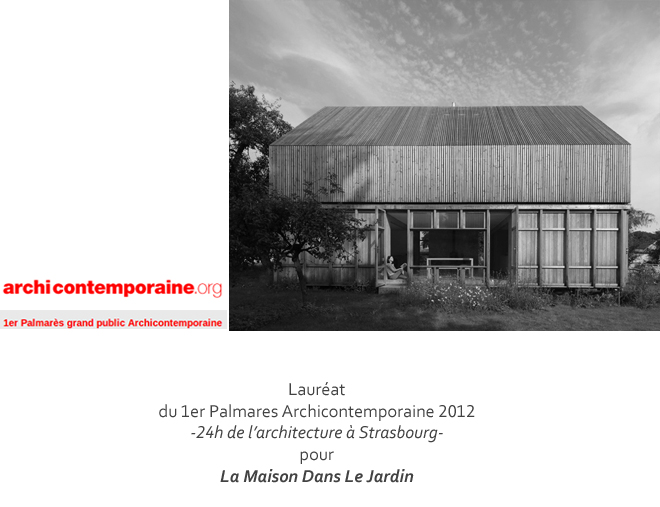 archicontemporaine.org
1er Palmarès grand public Archicontemporaine
Lauréat
du 1er Palmares Archicontemporaine 2012
-24h de l'architecture à Strasbourg-
pour
La Maison Dans Le Jardin